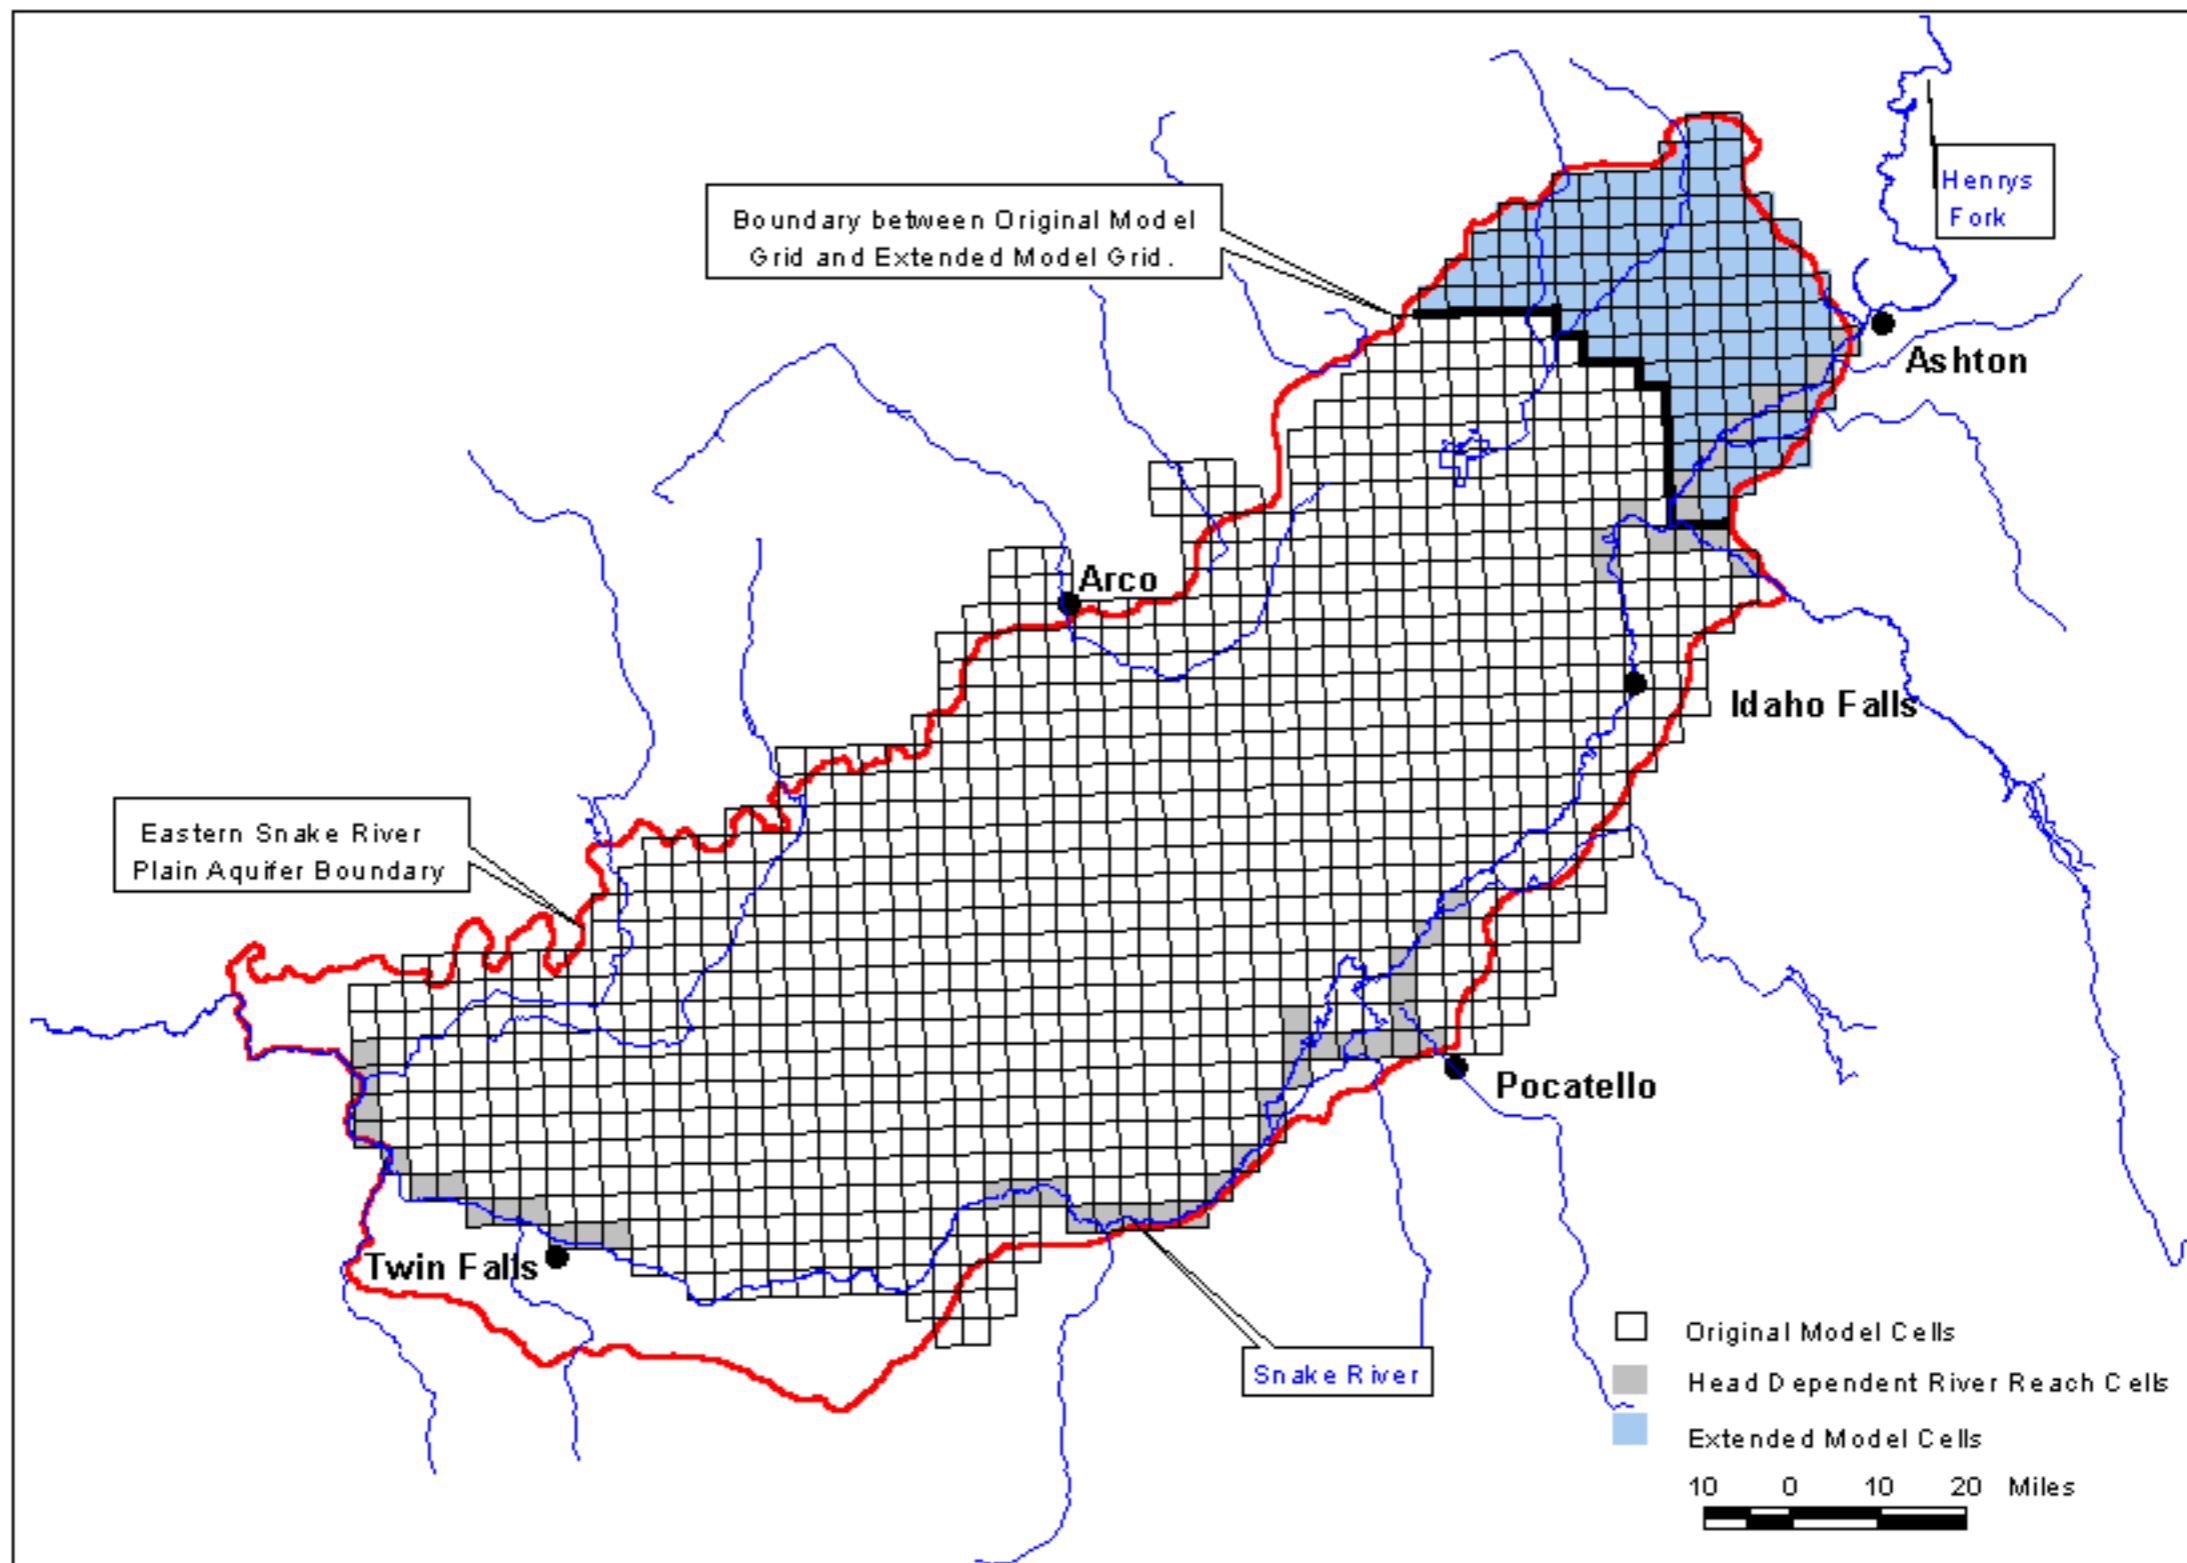 Hennys
Fork
Boundary between Original Model
Grid and Extended Model Grid.
Ashton
Arco
Idaho Falls
Eastern Snake River
Plain Aquifer Boundary
Pocatello
Twin Falls
Snake River
Original Model Cells
Head Dependent River Reach Cells
Extended Model Cells
10 0 10 20 Miles